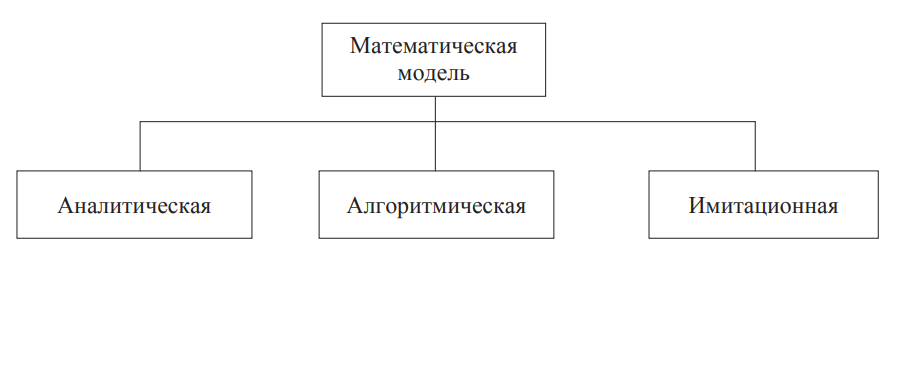 Математическая
модель
Аналитическая
Алгоритмическая
Имитационная